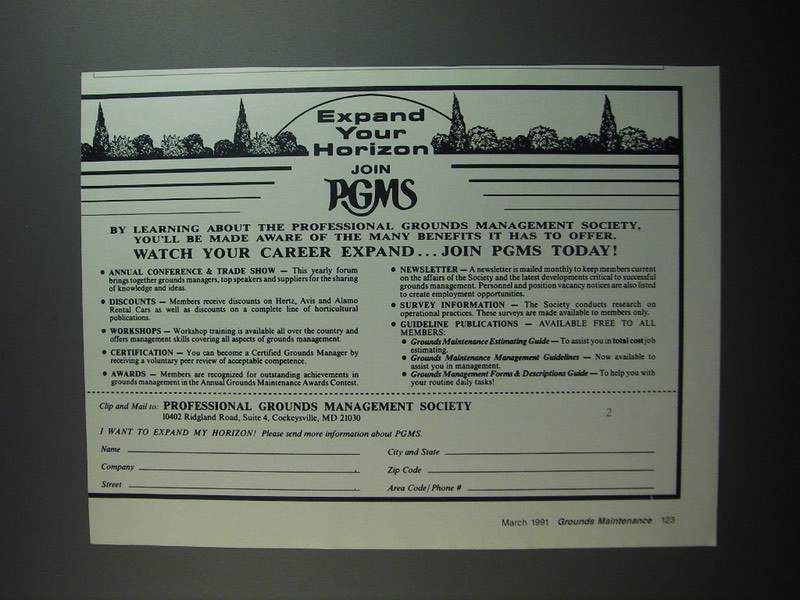 Expand
Your
Horizon
JOIN
PGMS
BY LEARNING ABOUT THE PROFESSIONAL GROUNDS MANAGEMENT SOCIETY,
YOU'LL BE MADE AWARE OF THE MANY BENEFITS IT HAS TO OFFER.
WATCH YOUR CAREER EXPAND... JOIN PGMS TODAY!
• ANNUAL CONFERENCE & TRADE SHOW — This yearly forum
brings together grounds managers, top speakers and suppliers for the sharing
of knowledge and ideas.
• DISCOUNTS — Members receive discounts on Hertz, Avis and Alamo
Rental Cars as well as discounts on a complete line of horticultural
publications.
• WORKSHOPS — Workshop training is available all over the country and
offers management skills covering all aspects of grounds management.
• CERTIFICATION — You can become a Certified Grounds Manager by
receiving a voluntary peer review of acceptable competence.
• AWARDS — Members are recognized for outstanding achievements in
grounds management in the Annual Grounds Maintenance Awards Contest.
• NEWSLETTER — A newsletter is mailed monthly to keep members current
on the affairs of the Society and the latest developments critical to successful
grounds management. Personnel and position vacancy notices are also listed
to create employment opportunities.
• SURVEY INFORMATION — The Society conducts research on
operational practices. These surveys are made available to members only.
• GUIDELINE PUBLICATIONS — AVAILABLE FREE TO ALL
MEMBERS:
• Grounds Maintenance Estimating Guide — To assist you in total cost job
estimating.
• Grounds Maintenance Management Guidelines — Now available to
assist you in management.
• Grounds Management Forms & Descriptions Guide — To help you with
your routine daily tasks!
Clip and Mail to: PROFESSIONAL GROUNDS MANAGEMENT SOCIETY
10402 Ridgland Road, Suite 4, Cockeysville, MD 21030
2
I WANT TO EXPAND MY HORIZON! Please send more information about PGMS.
Name
Company
Street
City and State
Zip Code
Area Code/Phone #
March 1991 Grounds Maintenance 123